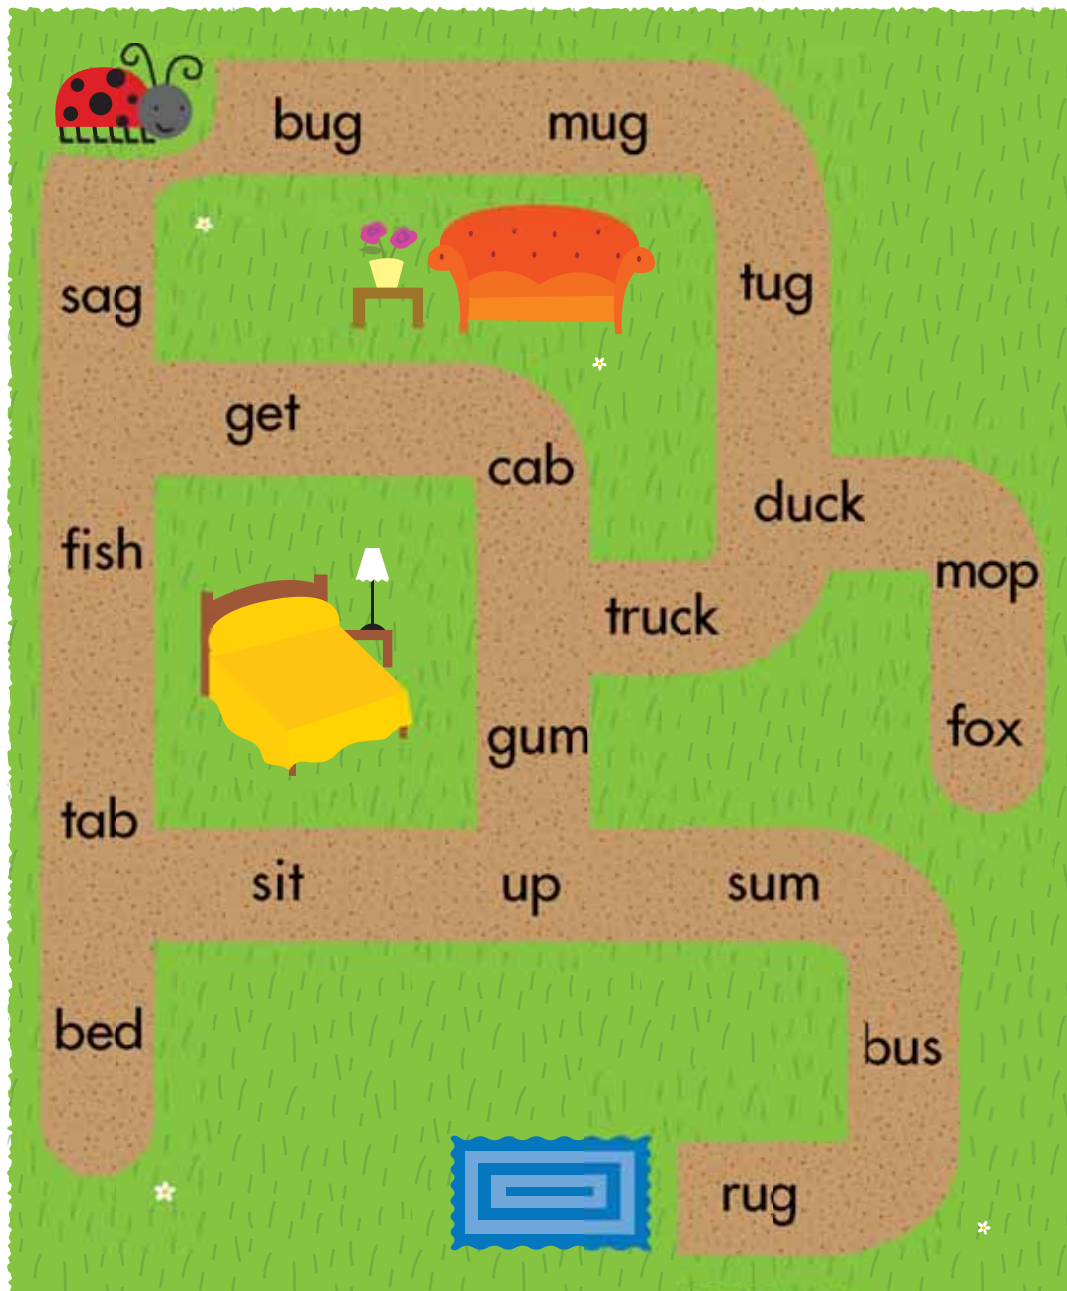 bug mug
sag tug
get
cab
duck
fish
mop
truck
fox
gum
tab
sit up sum
bed
bus
rug